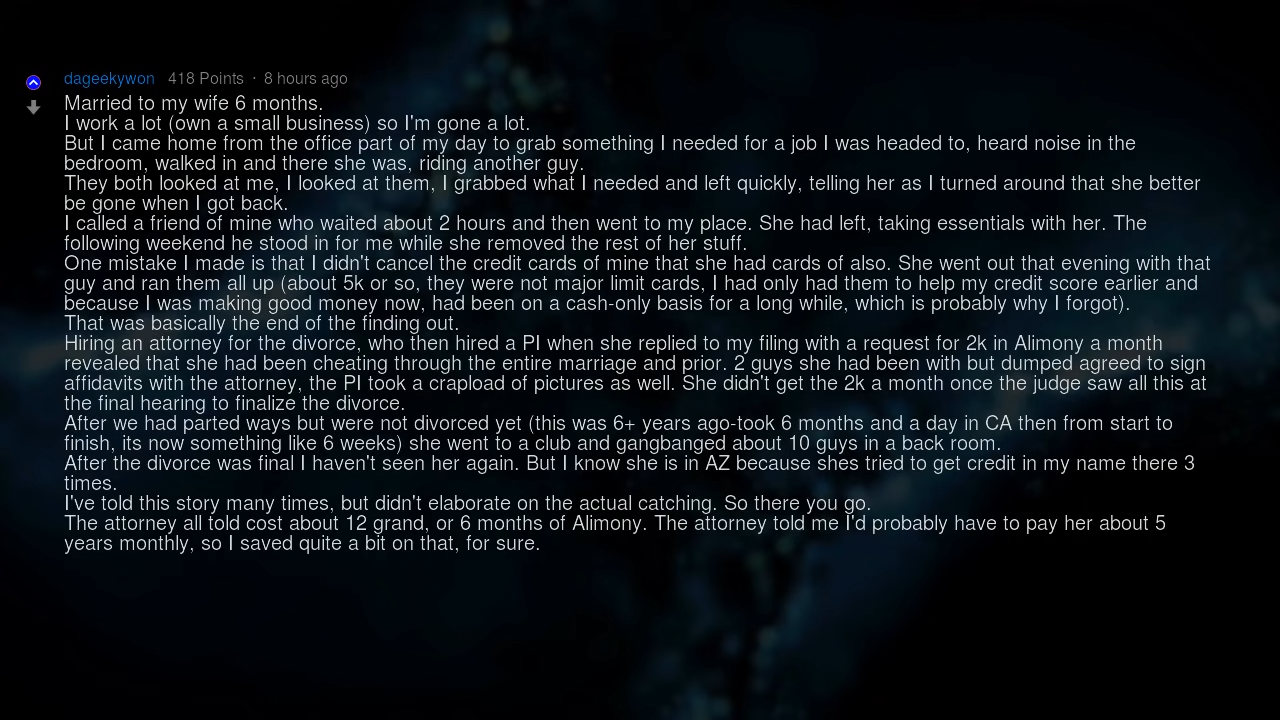 dageekywon 418 Points · 8 hours ago
Married to my wife 6 months.
I work a lot (own a small business) so I'm gone a lot.
But I came home from the office part of my day to grab something I needed for a job I was headed to, heard noise in the
bedroom, walked in and there she was, riding another guy.
They both looked at me, I looked at them, I grabbed what I needed and left quickly, telling her as I turned around that she better
be gone when I got back.
I called a friend of mine who waited about 2 hours and then went to my place. She had left, taking essentials with her. The
following weekend he stood in for me while she removed the rest of her stuff.
One mistake I made is that I didn't cancel the credit cards of mine that she had cards of also. She went out that evening with that
guy and ran them all up (about 5k or so, they were not major limit cards, I had only had them to help my credit score earlier and
because I was making good money now, had been on a cash-only basis for a long while, which is probably why I forgot).
That was basically the end of the finding out.
Hiring an attorney for the divorce, who then hired a PI when she replied to my filing with a request for 2k in Alimony a month
revealed that she had been cheating through the entire marriage and prior. 2 guys she had been with but dumped agreed to sign
affidavits with the attorney, the PI took a crapload of pictures as well. She didn't get the 2k a month once the judge saw all this at
the final hearing to finalize the divorce.
After we had parted ways but were not divorced yet (this was 6+ years ago-took 6 months and a day in CA then from start to
finish, its now something like 6 weeks) she went to a club and gangbanged about 10 guys in a back room.
After the divorce was final I haven't seen her again. But I know she is in AZ because shes tried to get credit in my name there 3
times.
I've told this story many times, but didn't elaborate on the actual catching. So there you go.
The attorney all told cost about 12 grand, or 6 months of Alimony. The attorney told me I'd probably have to pay her about 5
years monthly, so I saved quite a bit on that, for sure.